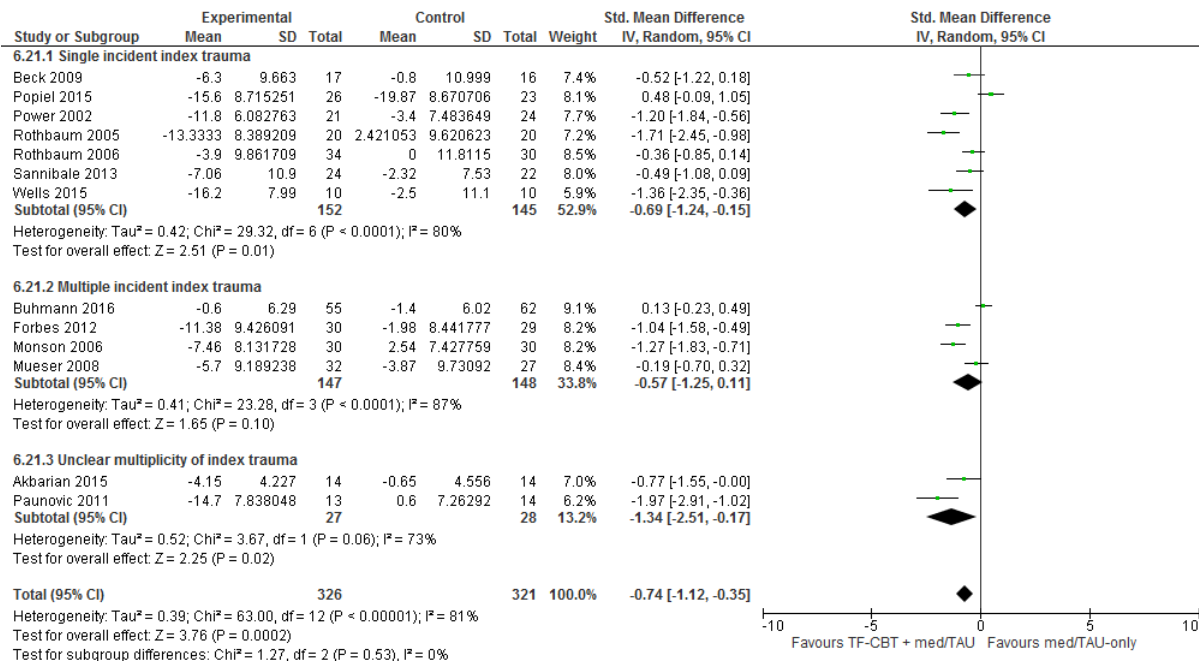 Experimental Control Std. Mean Difference Std. Mean Difference
Study or Subgroup Mean SD Total Mean SD Total Weight IV, Random, 95% CI IV, Random, 95% CI
6.21.1 Single incident index trauma
Beck 2009 -6.3 9.663 17 -0.8 10.999 16 7.4% -0.52 [-1.22, 0.18]
Popiel 2015 -15.6 8.715251 26 -19.87 8.670706 23 8.1% 0.48 [-0.09, 1.05]
Power 2002 -11.8 6.082763 21 -3.4 7.483649 24 7.7% -1.20 [-1.84, -0.56]
Rothbaum 2005 -13.3333 8.389209 20 2.421053 9.620623 20 7.2% -1.71 [-2.45, -0.98]
Rothbaum 2006 -3.9 9.861709 34 0 11.8115 30 8.5% -0.36 [-0.85, 0.14]
Sannibale 2013 -7.06 10.9 24 -2.32 7.53 22 8.0% -0.49 [-1.08, 0.09]
Wells 2015 -16.2 7.99 10 -2.5 11.1 10 5.9% -1.36 [-2.35, -0.36]
Subtotal (95% CI) 152 145 52.9% -0.69 [-1.24, -0.15]
Heterogeneity: Tau² = 0.42; Chi² = 29.32, df = 6 (P < 0.0001); I² = 80%
Test for overall effect: Z = 2.51 (P = 0.01)
6.21.2 Multiple incident index trauma
Buhmann 2016 -0.6 6.29 55 -1.4 6.02 62 9.1% 0.13 [-0.23, 0.49]
Forbes 2012 -11.38 9.426091 30 -1.98 8.441777 29 8.2% -1.04 [-1.58, -0.49]
Monson 2006 -7.46 8.131728 30 2.54 7.427759 30 8.2% -1.27 [-1.83, -0.71]
Mueser 2008 -5.7 9.189238 32 -3.87 9.73092 27 8.4% -0.19 [-0.70, 0.32]
Subtotal (95% CI) 147 148 33.8% -0.57 [-1.25, 0.11]
Heterogeneity: Tau² = 0.41; Chi² = 23.28, df = 3 (P < 0.0001); I² = 87%
Test for overall effect: Z = 1.65 (P = 0.10)
6.21.3 Unclear multiplicity of index trauma
Akbarian 2015 -4.15 4.227 14 -0.65 4.556 14 7.0% -0.77 [-1.55, -0.00]
Paunovic 2011 -14.7 7.838048 13 0.6 7.26292 14 6.2% -1.97 [-2.91, -1.02]
Subtotal (95% CI) 27 28 13.2% -1.34 [-2.51, -0.17]
Heterogeneity: Tau² = 0.52; Chi² = 3.67, df = 1 (P = 0.06); I² = 73%
Test for overall effect: Z = 2.25 (P = 0.02)
Total (95% CI) 326 321 100.0% -0.74 [-1.12, -0.35]
Heterogeneity: Tau² = 0.39; Chi² = 63.00, df = 12 (P < 0.00001); I² = 81%
Test for overall effect: Z = 3.76 (P = 0.0002)
Test for subgroup differences: Chi² = 1.27, df = 2 (P = 0.53), I² = 0%
-10 -5 0 5 10
Favours TF-CBT + med/TAU Favours med/TAU-only